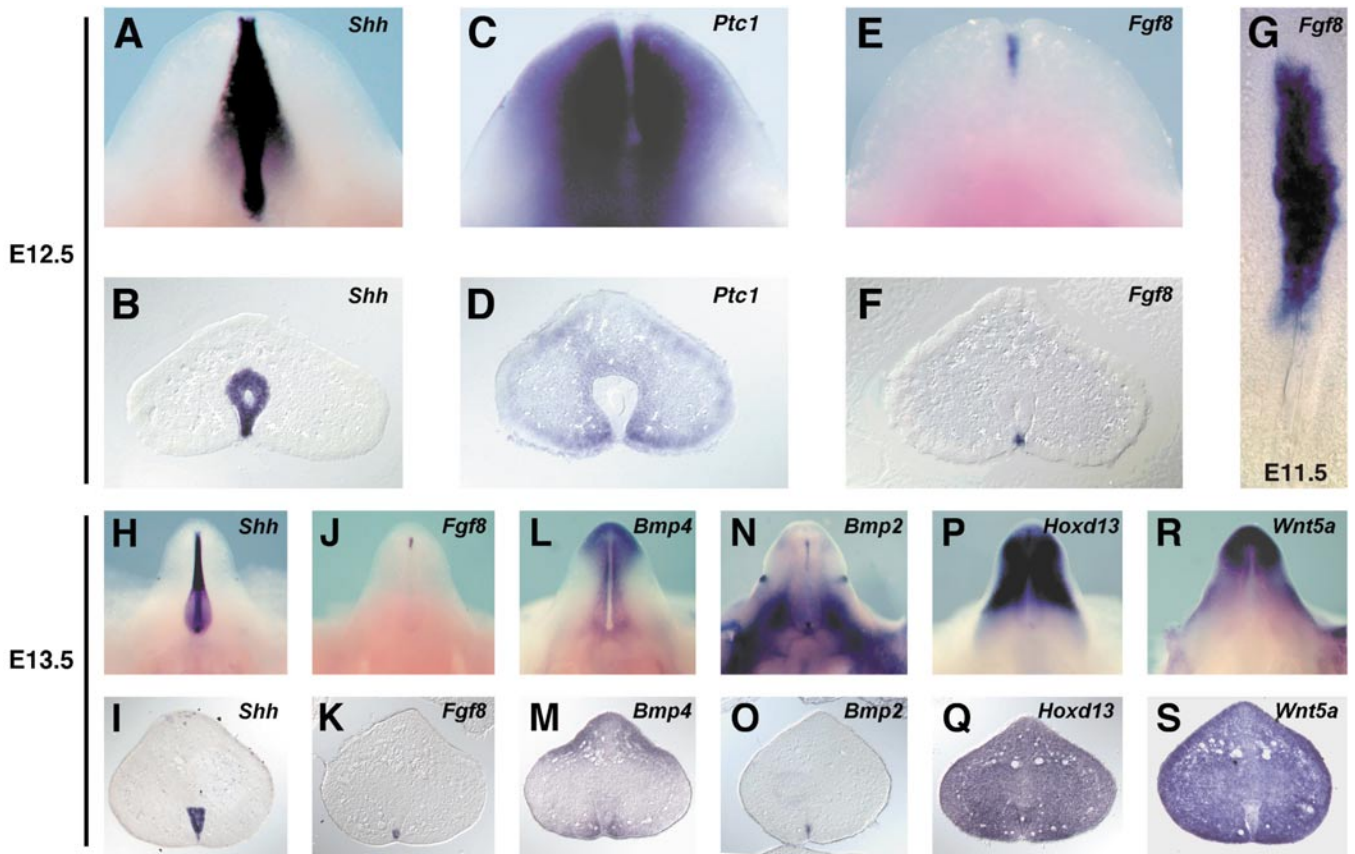 E12.5
A Shh
C Ptc1
E Fgf8
G Fgf8
B Shh
D Ptc1
F Fgf8
E11.5
E13.5
H Shh
J Fgf8
L Bmp4
N Bmp2
P Hoxd13
R Wnt5a
I Shh
K Fgf8
M Bmp4
O Bmp2
Q Hoxd13
S Wnt5a